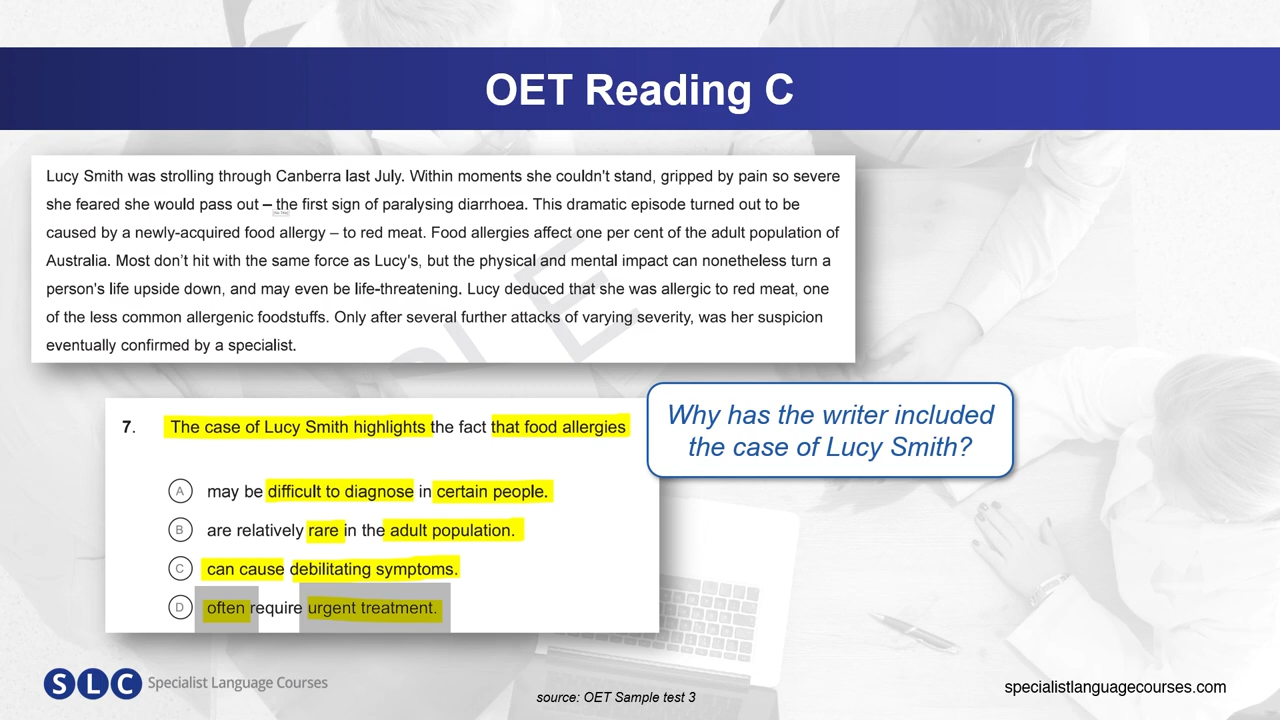 OET Reading C
Lucy Smith was strolling through Canberra last July. Within moments she couldn't stand, gripped by pain so severe
she feared she would pass out – the first sign of paralysing diarrhoea. This dramatic episode turned out to be
caused by a newly-acquired food allergy – to red meat. Food allergies affect one per cent of the adult population of
Australia. Most don't hit with the same force as Lucy's, but the physical and mental impact can nonetheless turn a
person's life upside down, and may even be life-threatening. Lucy deduced that she was allergic to red meat, one
of the less common allergenic foodstuffs. Only after several further attacks of varying severity, was her suspicion
eventually confirmed by a specialist.
7. The case of Lucy Smith highlights the fact that food allergies
A may be difficult to diagnose in certain people.
B are relatively rare in the adult population.
C can cause debilitating symptoms.
D often require urgent treatment.
Why has the writer included
the case of Lucy Smith?
SLC Specialist Language Courses
source: OET Sample test 3
specialistlanguagecourses.com